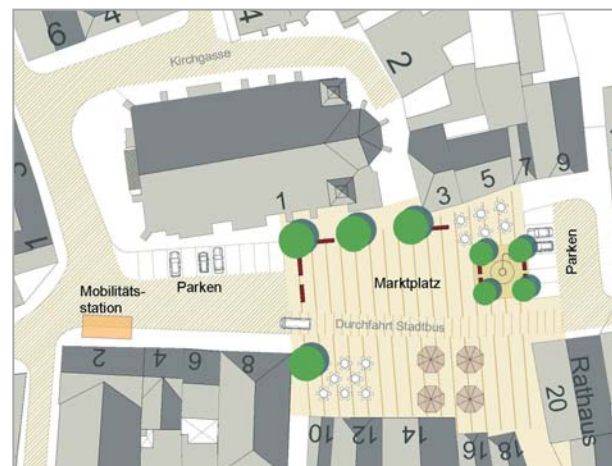 6
4
4
2
Kirchgasse
1
3
5
7
9
1
Parken
Mobilitäts-
station
Marktplatz
Parken
Durchfahrt Stadtbus
2
4
6
8
10
12
14
16
18
20
Rathaus